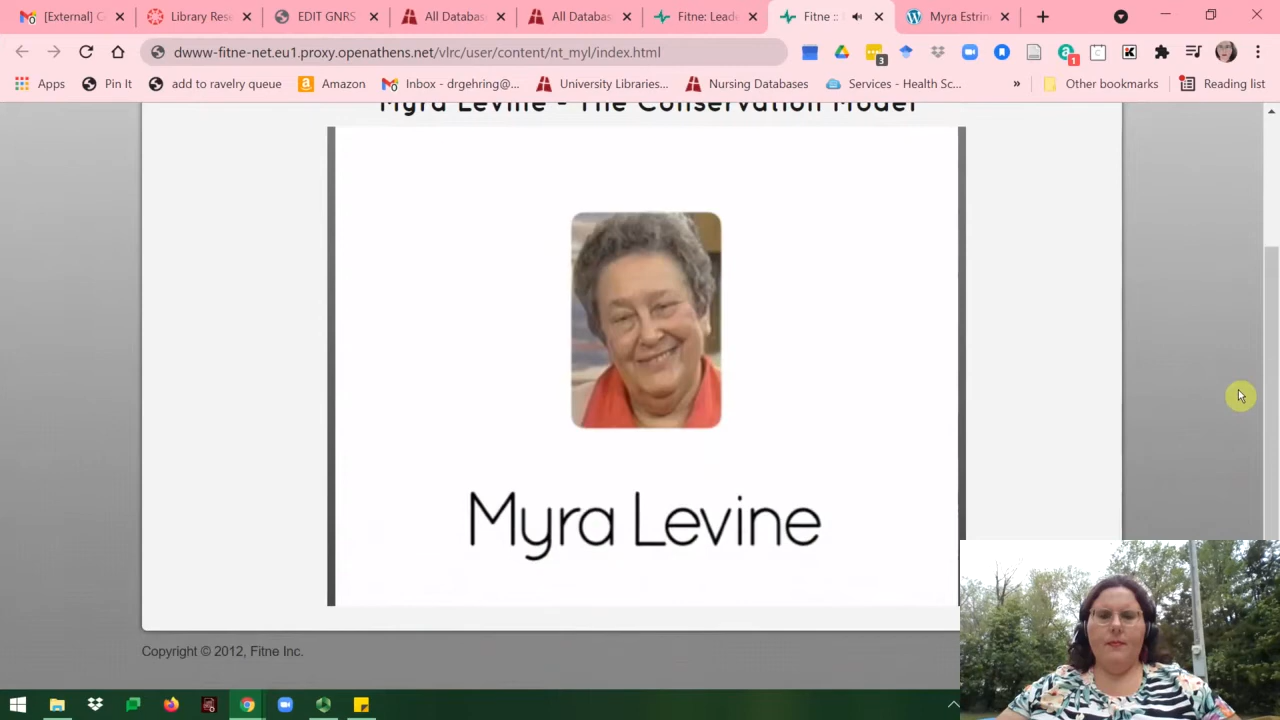 [External] C
Library Res
EDIT GNRS
All Databas
All Databas
Fitne: Lead
Fitne ::
Myra Estrin
dwww-fitne-net.eu1.proxy.openathens.net/vlrc/user/content/nt_myl/index.html
3
1
Apps
Pin It
add to ravelry queue
Amazon
Inbox - drgehring@g...
University Libraries...
Nursing Databases
Services - Health Sc...
»
Other bookmarks
Reading list
Myra Levine - The Conservation Model
Myra Levine
Copyright © 2012, Fitne Inc.